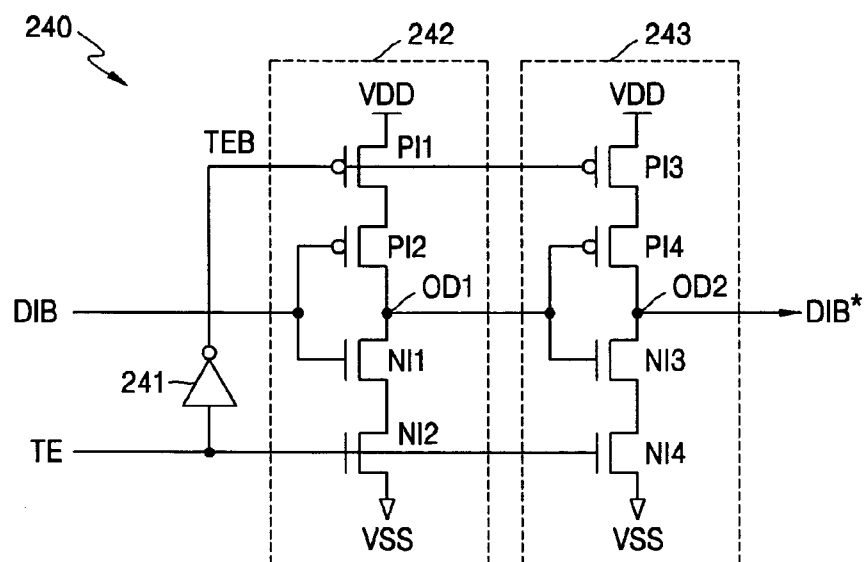 240
242
243
VDD
VDD
TEB
PI1
PI3
PI2
PI4
DIB
OD1
OD2
DIB*
241
NI1
NI3
TE
NI2
NI4
VSS
VSS